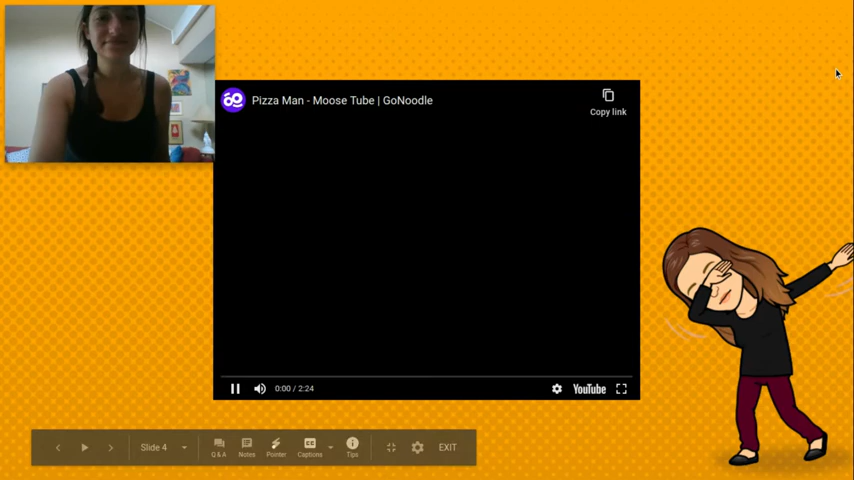 Pizza Man - Moose Tube | GoNoodle
Copy link
0:00 / 2:24
YouTube
Slide 4
Q & A
Notes
Pointer
CC
Captions
Tips
EXIT